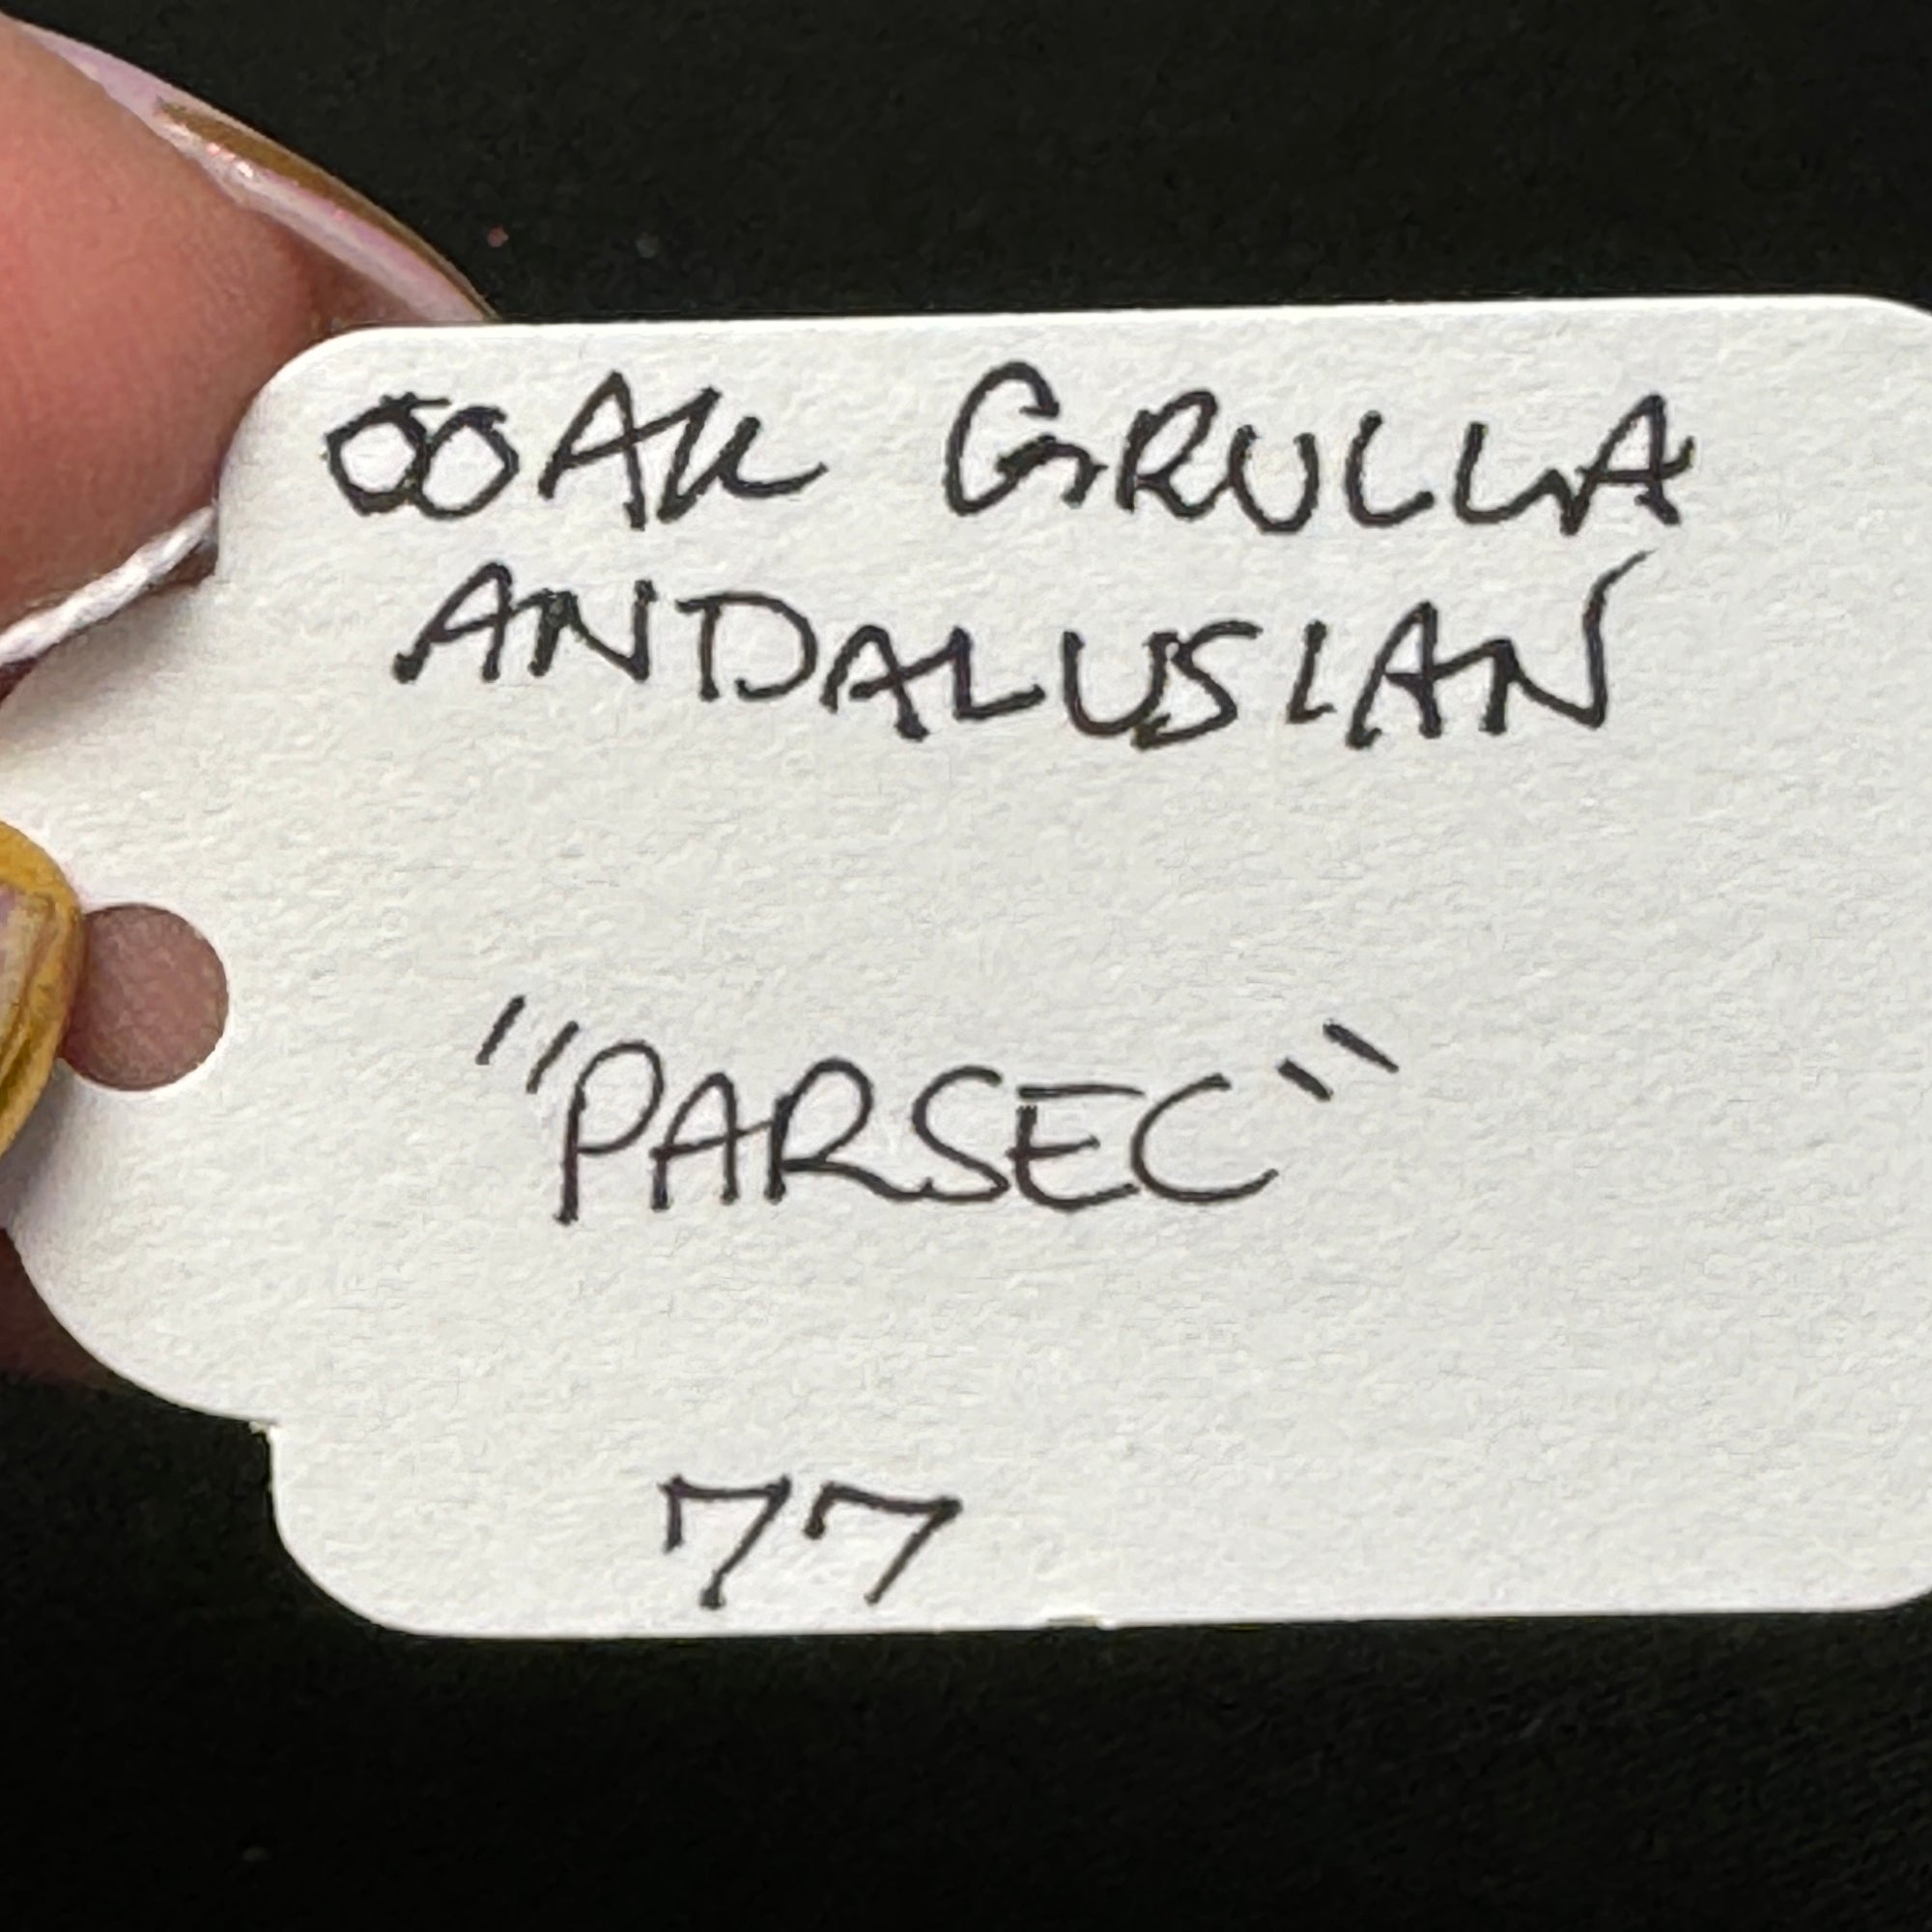 OOAK GRULLA
ANDALUSIAN
"PARSEC"
77